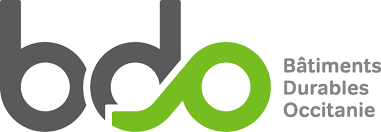 bdo
Bâtiments
Durables
Occitanie